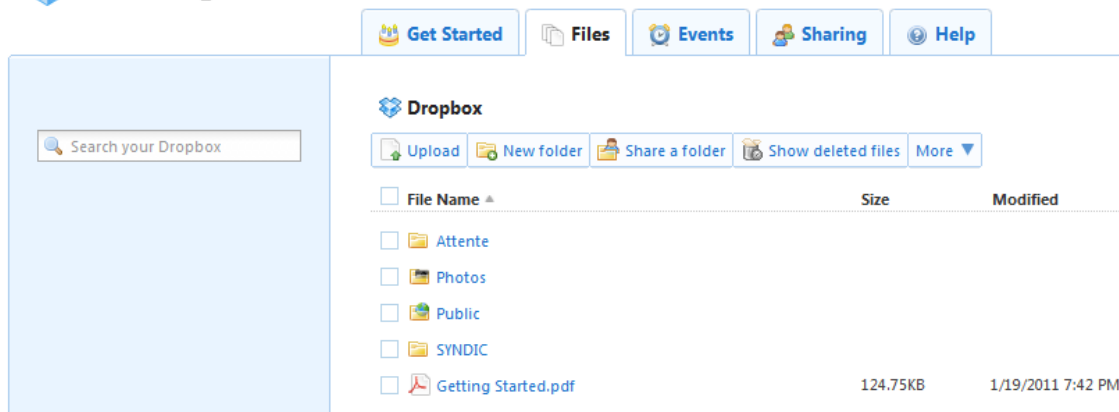 Get Started Files Events Sharing Help
Dropbox
Search your Dropbox
Upload New folder Share a folder Show deleted files More
File Name Size Modified
Attente
Photos
Public
SYNDIC
Getting Started.pdf 124.75KB 1/19/2011 7:42 PM